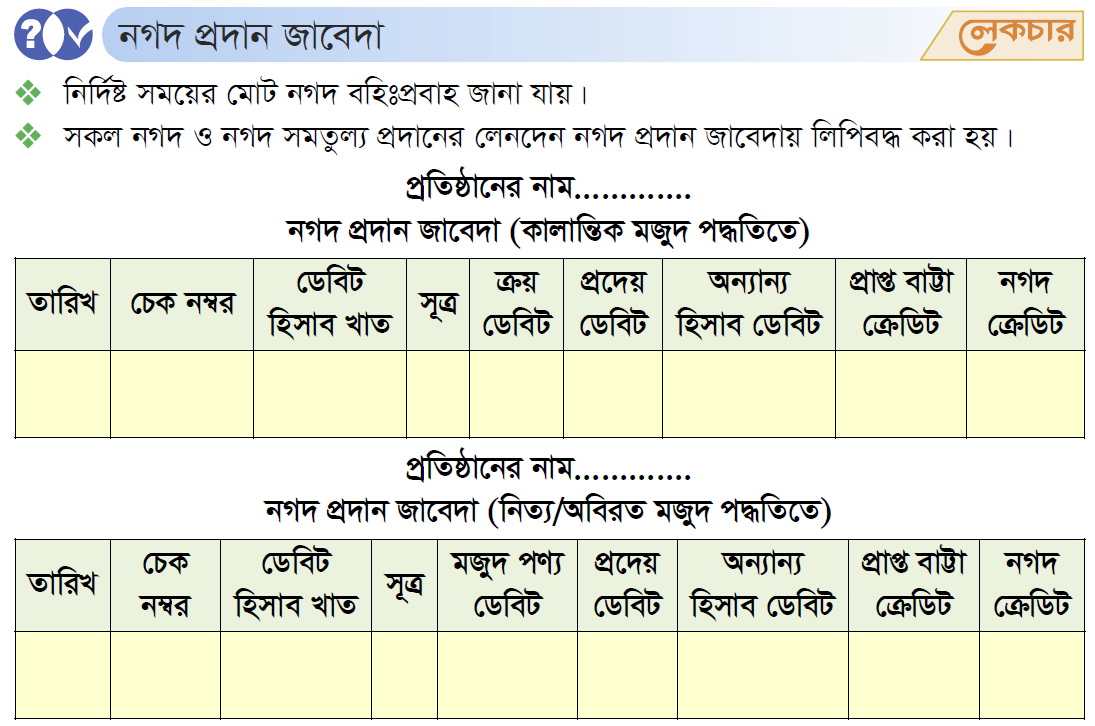 নগদ প্রদান জাবেদা
লেকচার
নির্দিষ্ট সময়ের মোট নগদ বহিঃপ্রবাহ জানা যায়।
সকল নগদ ও নগদ সমতুল্য প্রদানের লেনদেন নগদ প্রদান জাবেদায় লিপিবদ্ধ করা হয়।
প্রতিষ্ঠানের নাম.............
নগদ প্রদান জাবেদা (কালান্তিক মজুদ পদ্ধতিতে)
তারিখ চেক নম্বর ডেবিট হিসাব খাত সূত্র ক্রয় ডেবিট প্রদেয় ডেবিট অন্যান্য হিসাব ডেবিট প্রাপ্ত বাট্টা ক্রেডিট নগদ ক্রেডিট
প্রতিষ্ঠানের নাম.............
নগদ প্রদান জাবেদা (নিত্য/অবিরত মজুদ পদ্ধতিতে)
তারিখ চেক নম্বর ডেবিট হিসাব খাত সূত্র মজুদ পণ্য ডেবিট প্রদেয় ডেবিট অন্যান্য হিসাব ডেবিট প্রাপ্ত বাট্টা ক্রেডিট নগদ ক্রেডিট